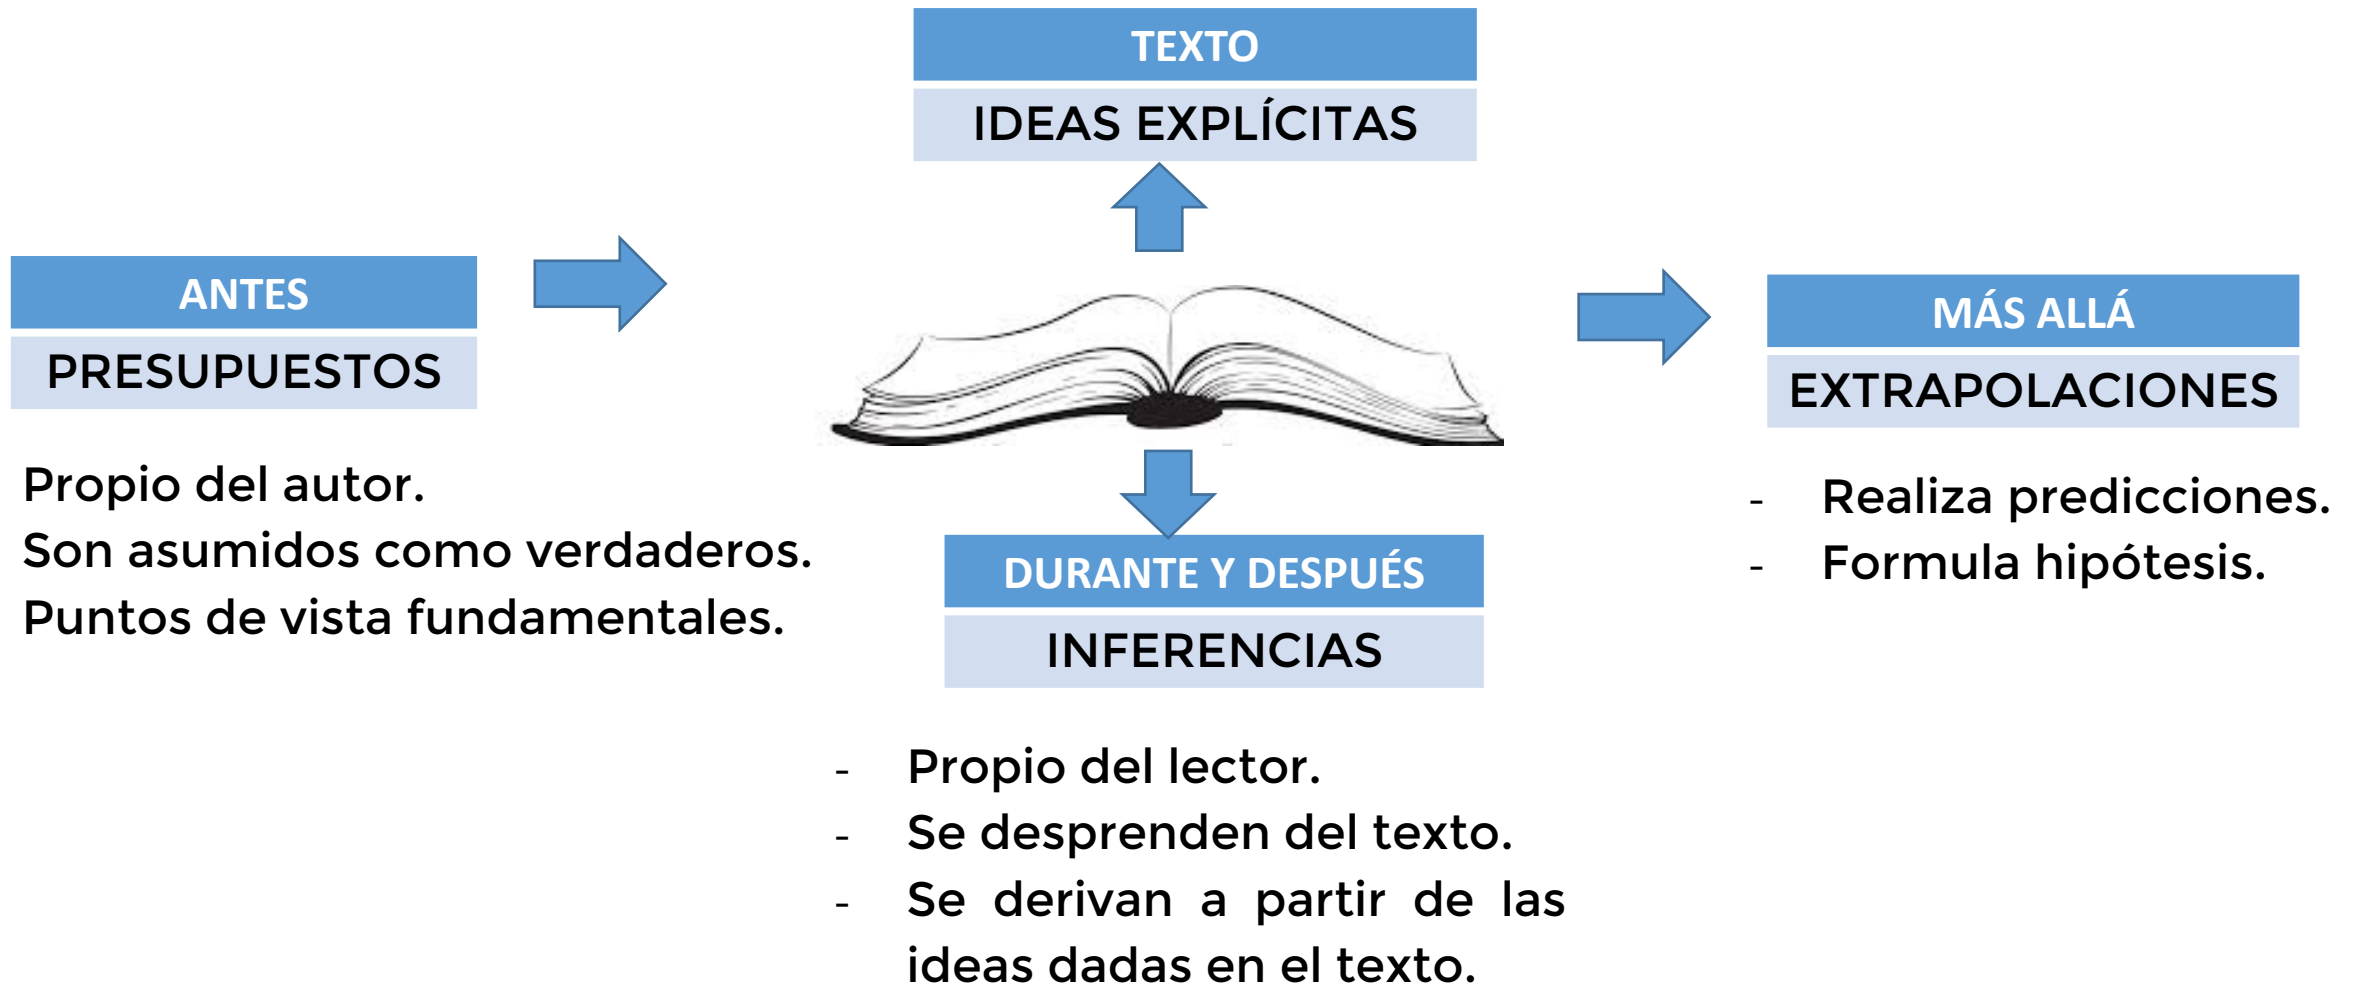 TEXTO
IDEAS EXPLÍCITAS
ANTES
PRESUPUESTOS
Propio del autor.
Son asumidos como verdaderos.
Puntos de vista fundamentales.
DURANTE Y DESPUÉS
INFERENCIAS
- Propio del lector.
- Se desprenden del texto.
- Se derivan a partir de las
ideas dadas en el texto.
MÁS ALLÁ
EXTRAPOLACIONES
- Realiza predicciones.
- Formula hipótesis.